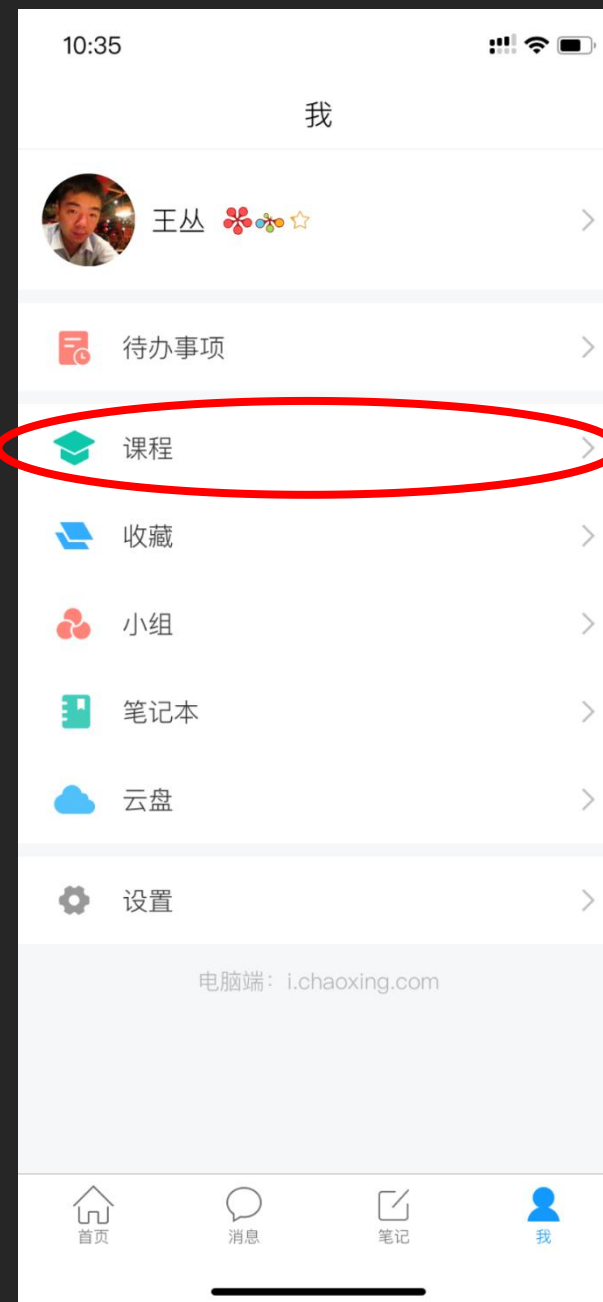 10:35
我
王丛
待办事项
课程
收藏
小组
笔记本
云盘
设置
电脑端：i.chaoxing.com
首页 消息 笔记 我